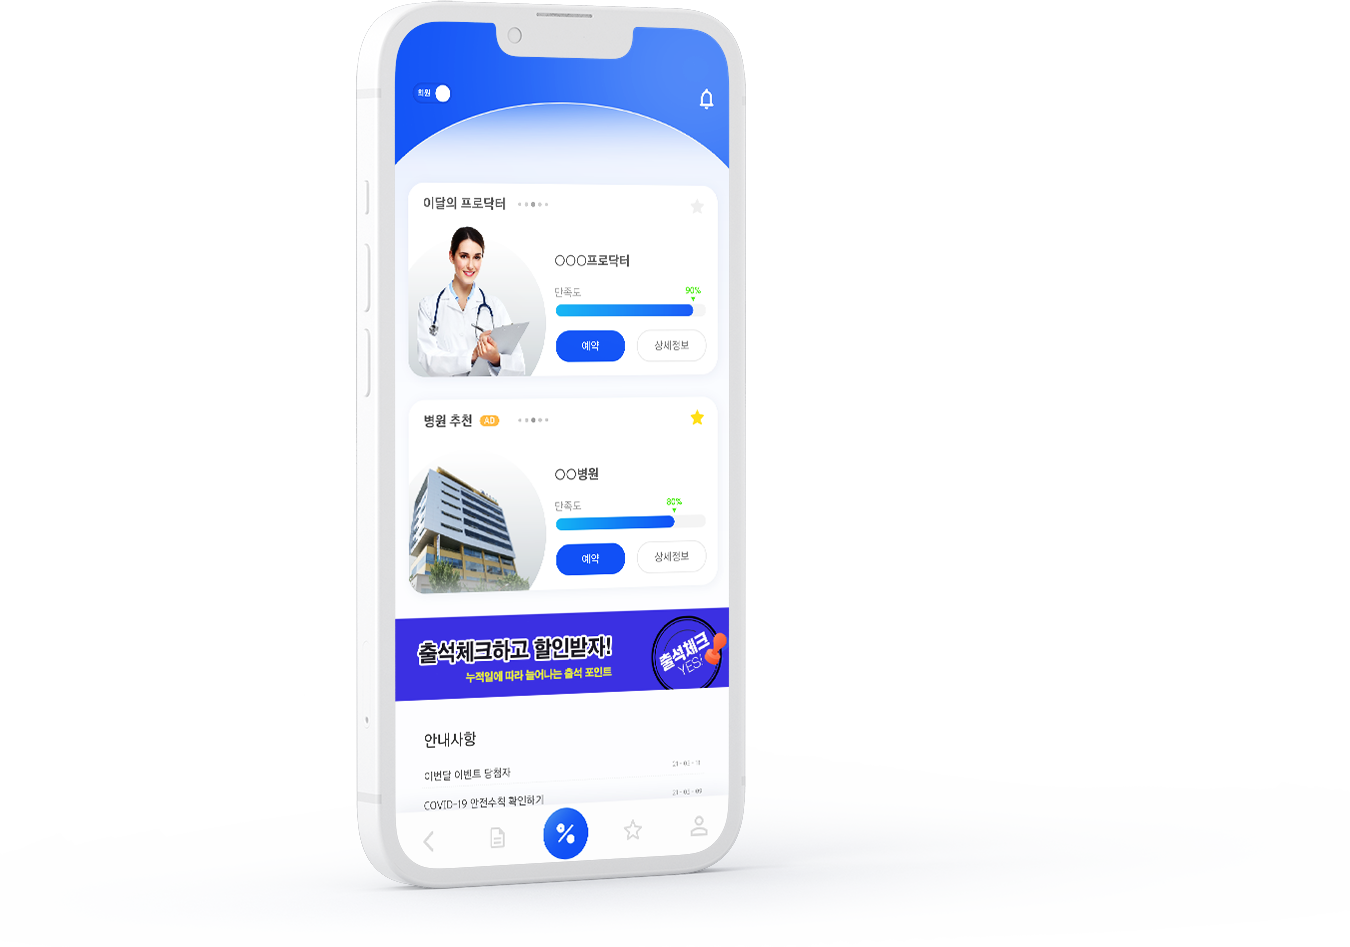 회원
이달의 프로닥터
○○○프로닥터
만족도
90%
예약
상세정보
병원 추천 AD
○○병원
만족도
80%
예약
상세정보
출석체크하고 할인받자!
누적일에 따라 늘어나는 출석 포인트
출석체크
YES!
안내사항
이번달 이벤트 당첨자
COVID-19 안전수칙 확인하기
%